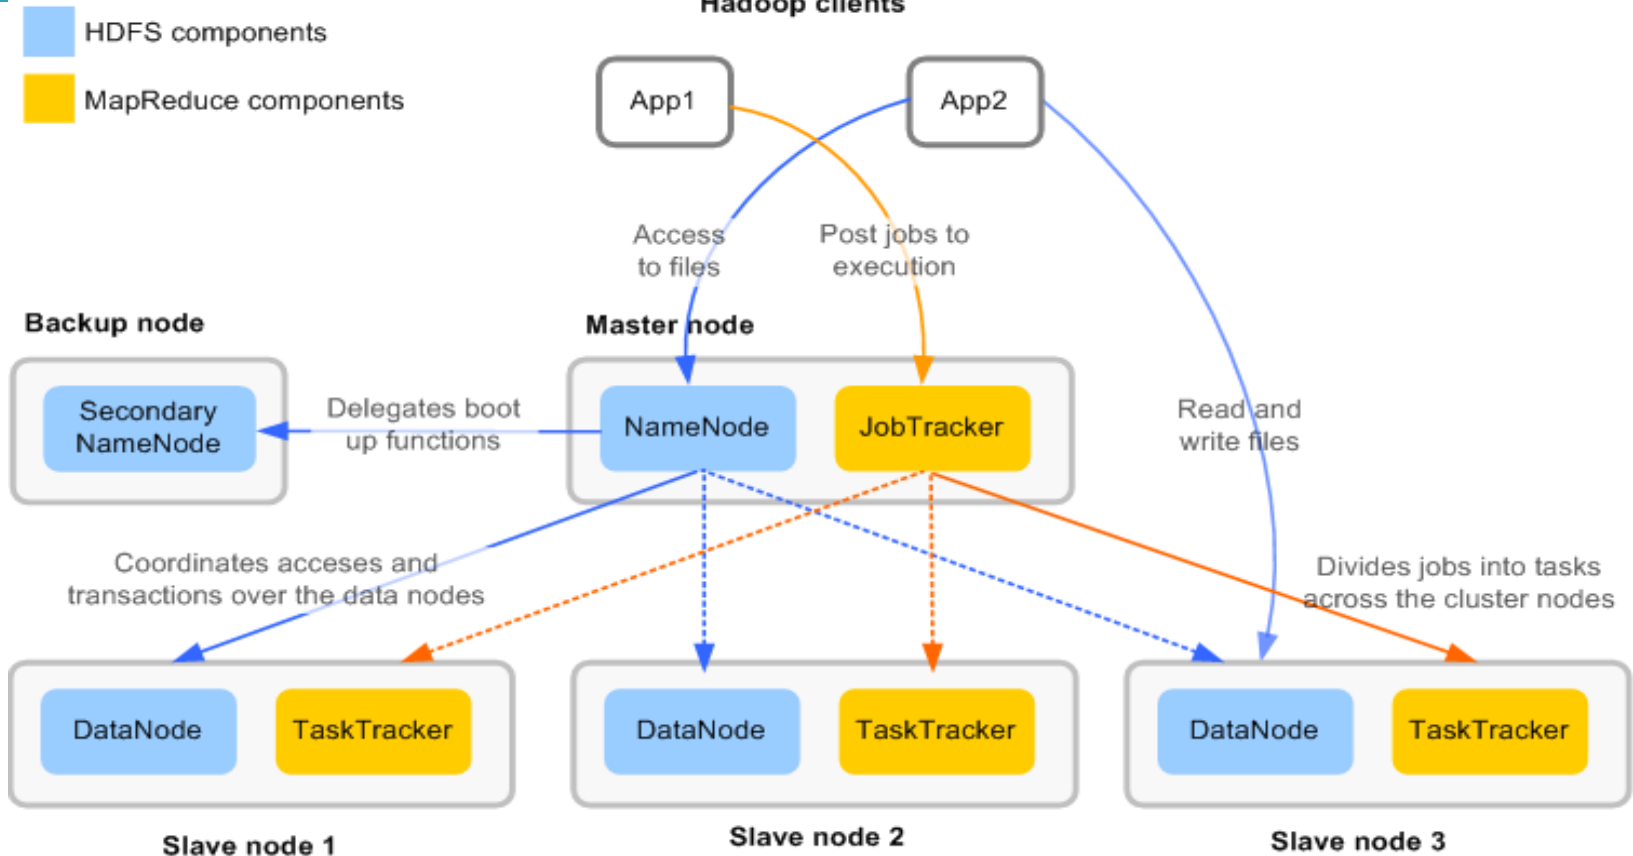 Hadoop clients
HDFS components
MapReduce components
App1
App2
Access
to files
Post jobs to
execution
Backup node
Master node
Secondary
NameNode
Delegates boot
up functions
NameNode
JobTracker
Read and
write files
Coordinates acceses and
transactions over the data nodes
Divides jobs into tasks
across the cluster nodes
DataNode
TaskTracker
DataNode
TaskTracker
DataNode
TaskTracker
Slave node 1
Slave node 2
Slave node 3